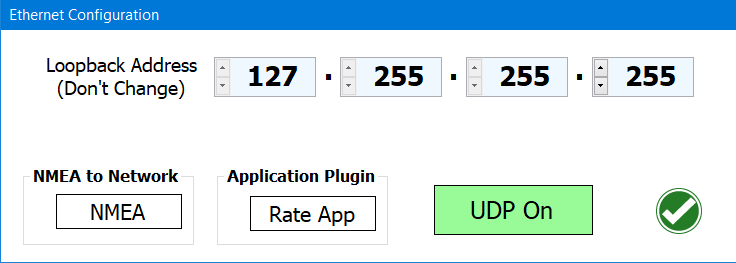 Ethernet Configuration
Loopback Address
(Don't Change)
127 . 255 . 255 . 255
NMEA to Network
NMEA
Application Plugin
Rate App
UDP On